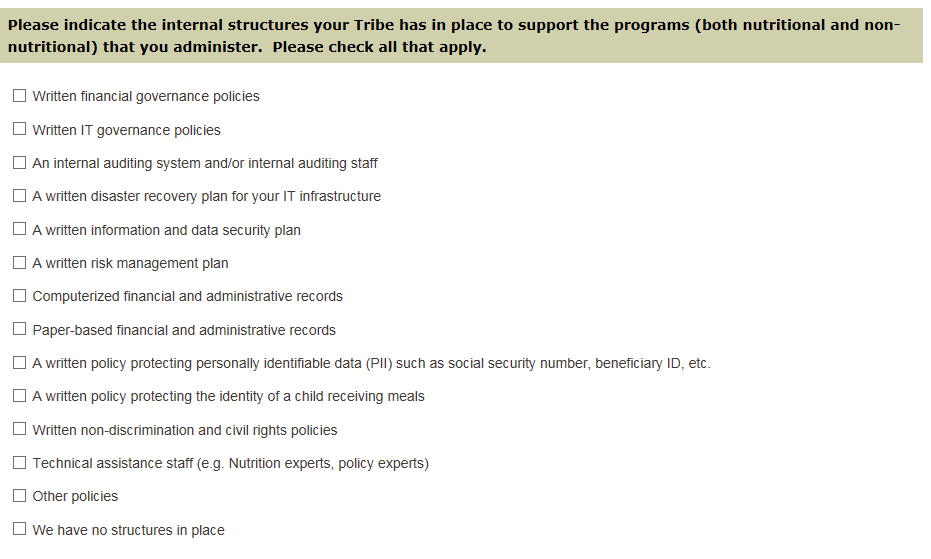 Please indicate the internal structures your Tribe has in place to support the programs (both nutritional and non-
nutritional) that you administer.  Please check all that apply.
Written financial governance policies
Written IT governance policies
An internal auditing system and/or internal auditing staff
A written disaster recovery plan for your IT infrastructure
A written information and data security plan
A written risk management plan
Computerized financial and administrative records
Paper-based financial and administrative records
A written policy protecting personally identifiable data (PII) such as social security number, beneficiary ID, etc.
A written policy protecting the identity of a child receiving meals
Written non-discrimination and civil rights policies
Technical assistance staff (e.g. Nutrition experts, policy experts)
Other policies
We have no structures in place